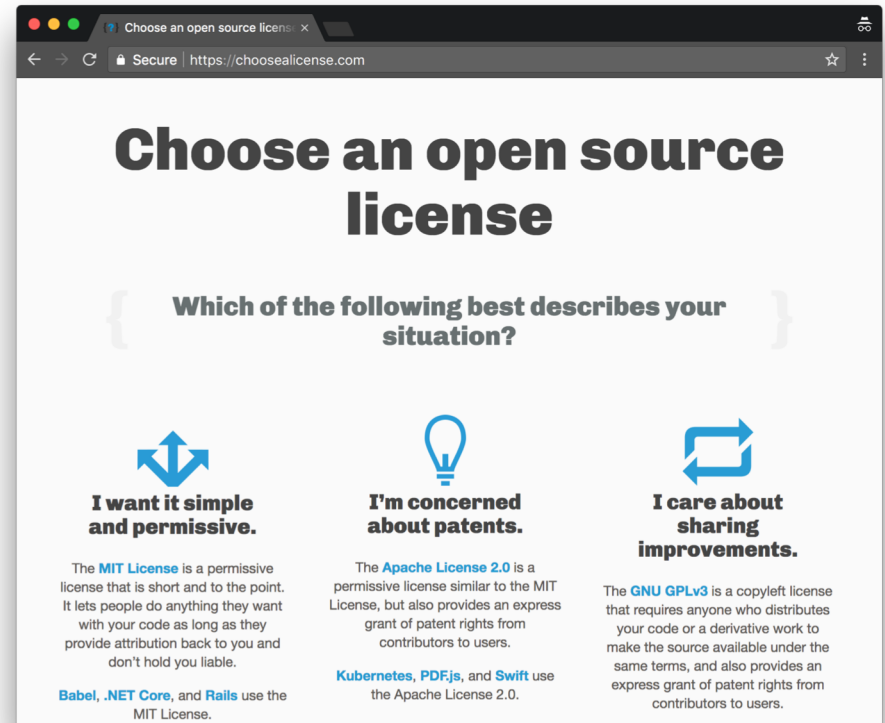 Choose an open source license
Secure | https://choosealicense.com
Choose an open source
license
{ Which of the following best describes your }
situation?
I want it simple
and permissive.
The MIT License is a permissive
license that is short and to the point.
It lets people do anything they want
with your code as long as they
provide attribution back to you and
don’t hold you liable.
Babel, .NET Core, and Rails use the
MIT License.
I’m concerned
about patents.
The Apache License 2.0 is a
permissive license similar to the MIT
License, but also provides an express
grant of patent rights from
contributors to users.
Kubernetes, PDF.js, and Swift use
the Apache License 2.0.
I care about
sharing
improvements.
The GNU GPLv3 is a copyleft license
that requires anyone who distributes
your code or a derivative work to
make the source available under the
same terms, and also provides an
express grant of patent rights from
contributors to users.